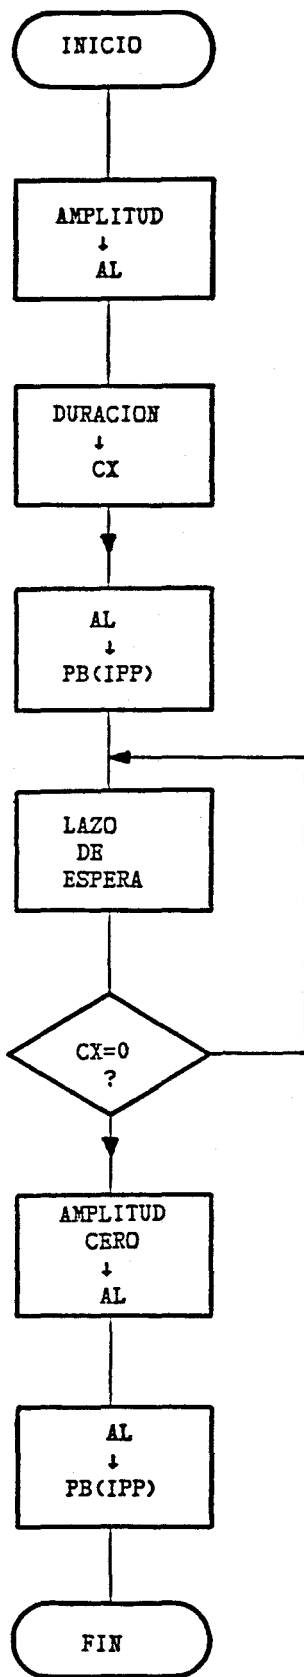 INICIO
AMPLITUD
↓
AL
DURACION
↓
CX
AL
↓
PB(IPP)
LAZO
DE
ESPERA
CX=0
?
AMPLITUD
CERO
↓
AL
AL
↓
PB(IPP)
FIN